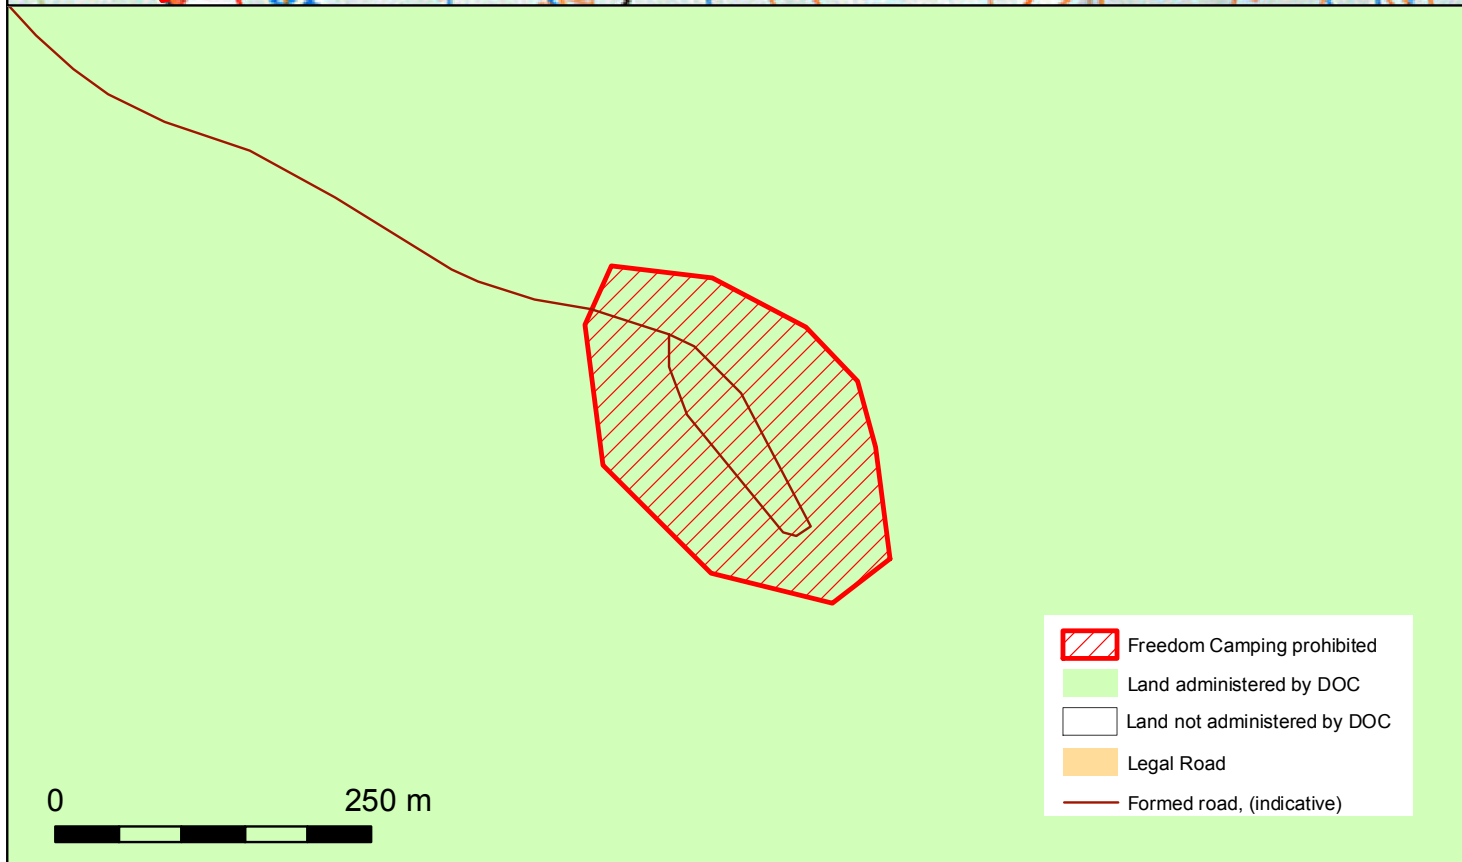 Freedom Camping prohibited
Land administered by DOC
Land not administered by DOC
Legal Road
Formed road, (indicative)
0 250 m